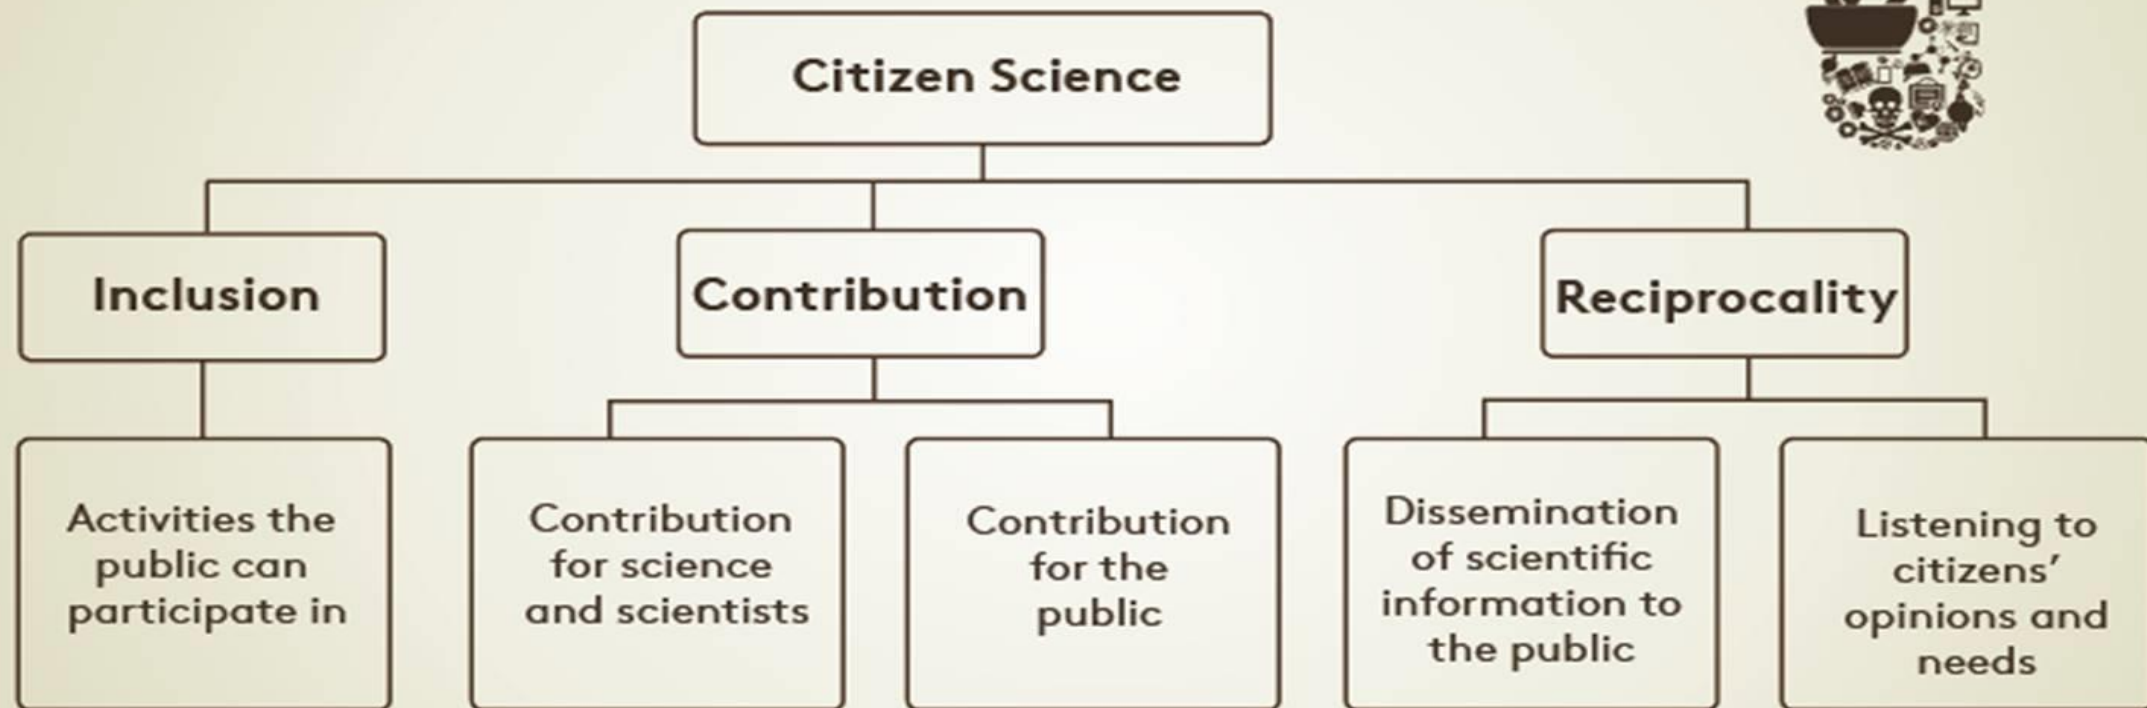 Citizen Science
Inclusion
Contribution
Reciprocality
Activities the
public can
participate in
Contribution
for science
and scientists
Contribution
for the
public
Dissemination
of scientific
information to
the public
Listening to
citizens’
opinions and
needs